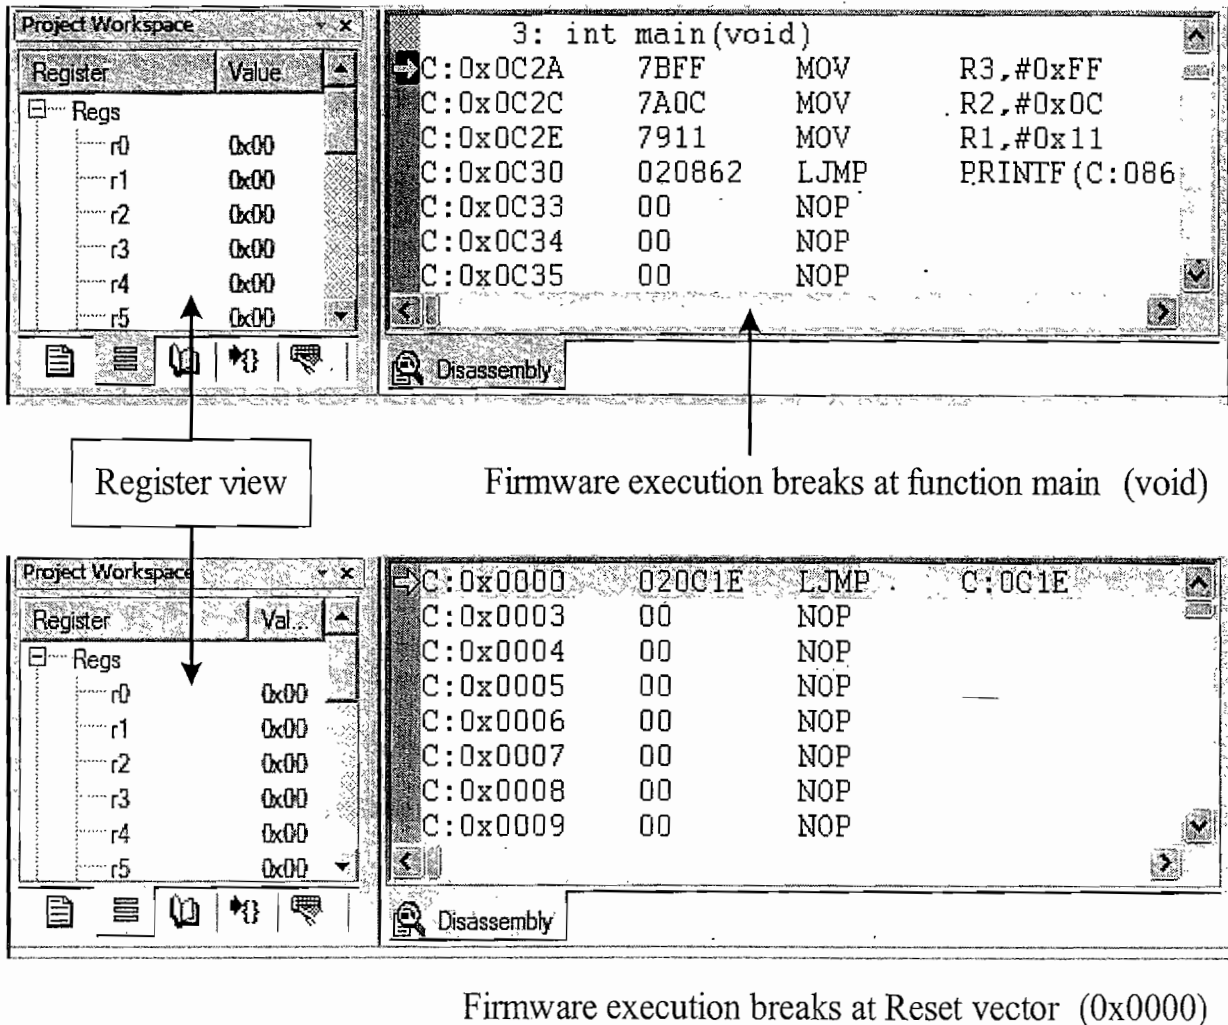 Project Workspace
Register Value
Regs
r0 0x00
r1 0x00
r2 0x00
r3 0x00
r4 0x00
r5 0x00
3: int main(void)
C:0x0C2A 7BFF MOV R3,#0xFF
C:0x0C2C 7A0C MOV R2,#0x0C
C:0x0C2E 7911 MOV R1,#0x11
C:0x0C30 020862 LJMP PRINTF(C:086
C:0x0C33 00 NOP
C:0x0C34 00 NOP
C:0x0C35 00 NOP
Disassembly
Register view
Firmware execution breaks at function main (void)
Project Workspace
Register Val...
Regs
r0 0x00
r1 0x00
r2 0x00
r3 0x00
r4 0x00
r5 0x00
C:0x0000 020C1E LJMP C:0C1E
C:0x0003 00 NOP
C:0x0004 00 NOP
C:0x0005 00 NOP
C:0x0006 00 NOP
C:0x0007 00 NOP
C:0x0008 00 NOP
C:0x0009 00 NOP
Disassembly
Firmware execution breaks at Reset vector (0x0000)